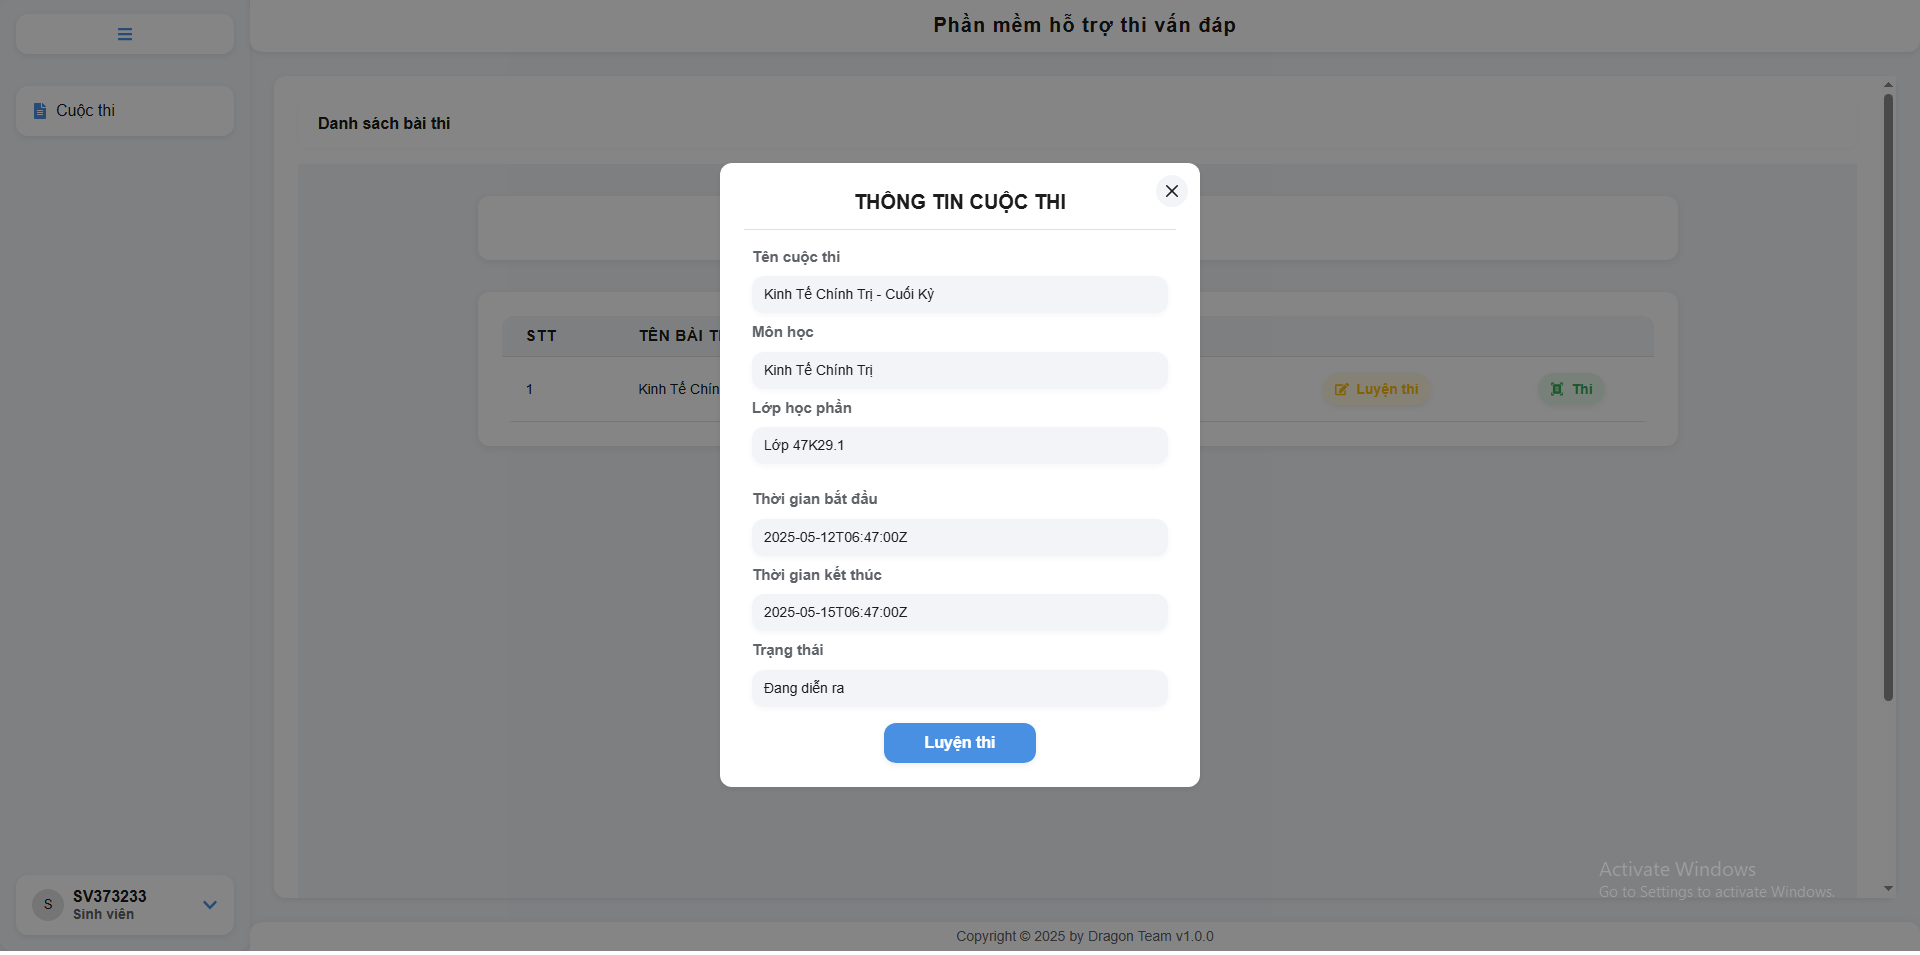 Phần mềm hỗ trợ thi vấn đáp
Cuộc thi
Danh sách bài thi
STT
TÊN BÀI T
1
Kinh Tế Chín
Luyện thi
Thi
THÔNG TIN CUỘC THI
Tên cuộc thi
Kinh Tế Chính Trị - Cuối Kỳ
Môn học
Kinh Tế Chính Trị
Lớp học phần
Lớp 47K29.1
Thời gian bắt đầu
2025-05-12T06:47:00Z
Thời gian kết thúc
2025-05-15T06:47:00Z
Trạng thái
Đang diễn ra
Luyện thi
S
SV373233
Sinh viên
Activate Windows
Go to Settings to activate Windows.
Copyright © 2025 by Dragon Team v1.0.0